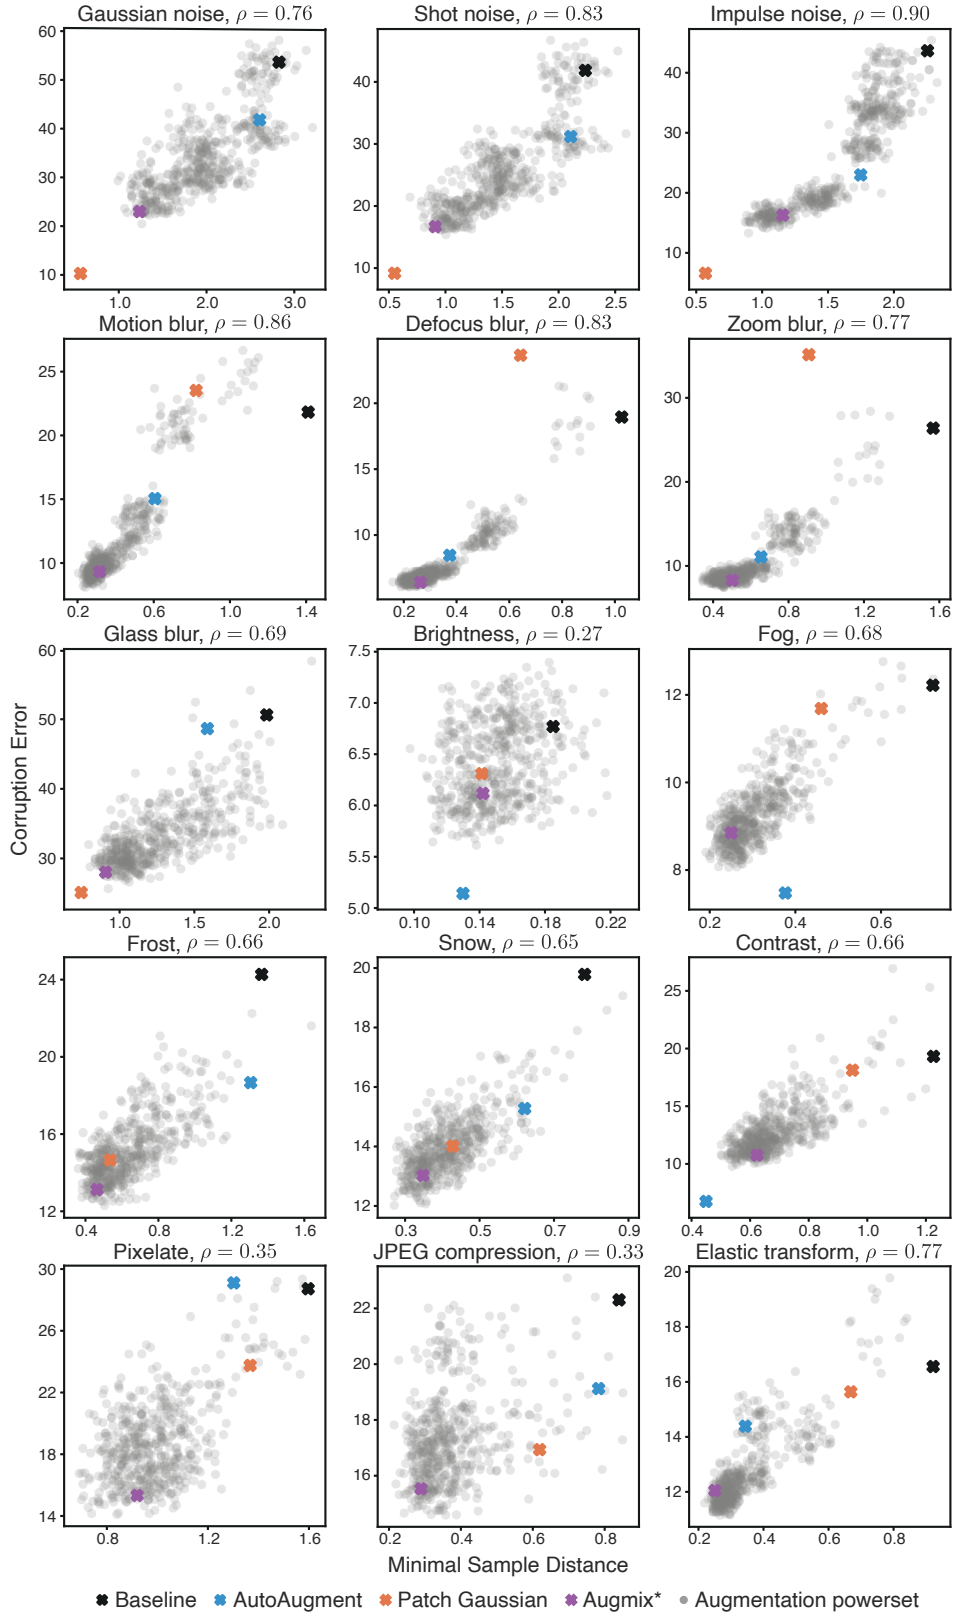 Gaussian noise, ρ = 0.76
Shot noise, ρ = 0.83
Impulse noise, ρ = 0.90
60
50
40
30
20
10
1.0 2.0 3.0
40
30
20
10
0.5 1.0 1.5 2.0 2.5
40
30
20
10
0.5 1.0 1.5 2.0
Motion blur, ρ = 0.86
Defocus blur, ρ = 0.83
Zoom blur, ρ = 0.77
25
20
15
10
0.2 0.6 1.0 1.4
20
15
10
0.2 0.4 0.6 0.8 1.0
30
20
10
0.4 0.8 1.2 1.6
Glass blur, ρ = 0.69
Brightness, ρ = 0.27
Fog, ρ = 0.68
60
50
40
30
1.0 1.5 2.0
7.5
7.0
6.5
6.0
5.5
5.0
0.10 0.14 0.18 0.22
12
10
8
0.2 0.4 0.6
Corruption Error
Frost, ρ = 0.66
Snow, ρ = 0.65
Contrast, ρ = 0.66
24
20
16
12
0.4 0.8 1.2 1.6
20
18
16
14
12
0.3 0.5 0.7 0.9
25
20
15
10
0.4 0.6 0.8 1.0 1.2
Pixelate, ρ = 0.35
JPEG compression, ρ = 0.33
Elastic transform, ρ = 0.77
30
26
22
18
14
0.8 1.2 1.6
22
20
18
16
0.2 0.4 0.6 0.8
20
18
16
14
12
0.2 0.4 0.6 0.8
Minimal Sample Distance
Baseline AutoAugment Patch Gaussian Augmix* Augmentation powerset